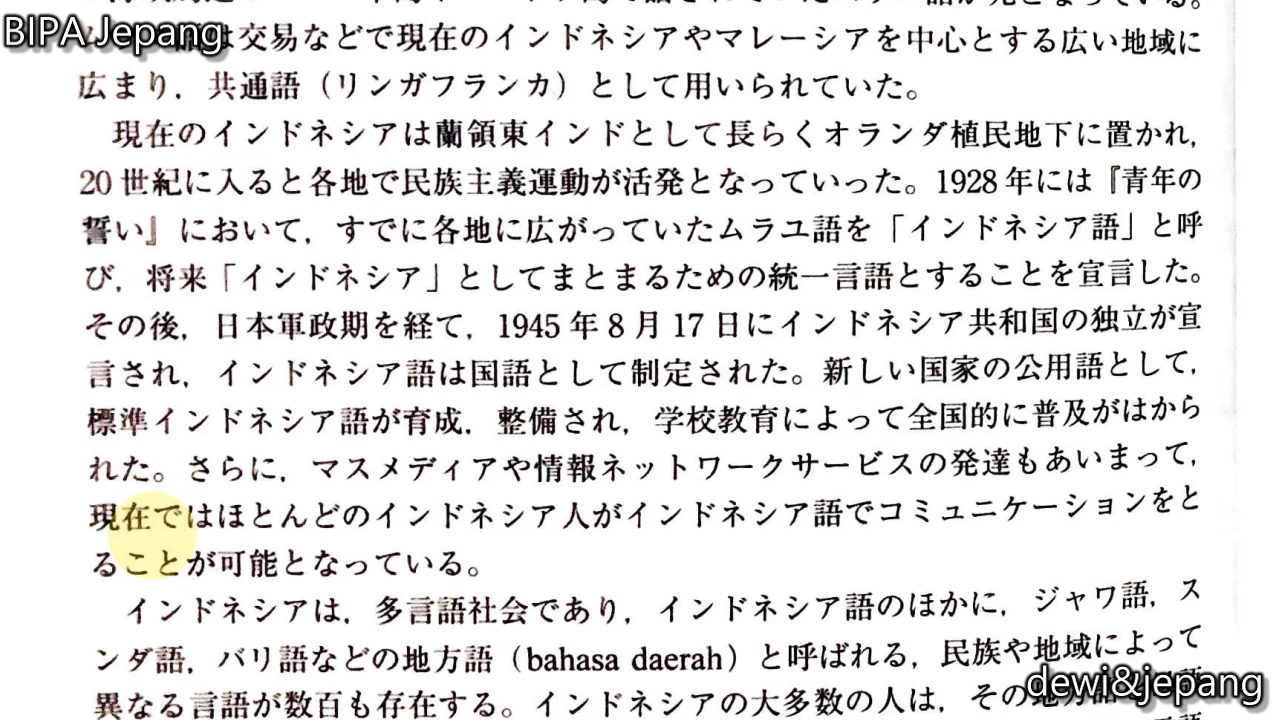 BIPA Jepang
は交易などで現在のインドネシアやマレーシアを中心とする広い地域に
広まり，共通語（リンガフランカ）として用いられていた。
現在のインドネシアは蘭領東インドとして長らくオランダ植民地下に置かれ，
20世紀に入ると各地で民族主義運動が活発となっていった。1928年には『青年の
誓い』において，すでに各地に広がっていたムラユ語を「インドネシア語」と呼
び，将来「インドネシア」としてまとまるための統一言語とすることを宣言した。
その後，日本軍政期を経て，1945年8月17日にインドネシア共和国の独立が宣
言され，インドネシア語は国語として制定された。新しい国家の公用語として，
標準インドネシア語が育成，整備され，学校教育によって全国的に普及がはから
れた。さらに，マスメディアや情報ネットワークサービスの発達もあいまって，
現在ではほとんどのインドネシア人がインドネシア語でコミュニケーションをと
ることが可能となっている。
インドネシアは，多言語社会であり，インドネシア語のほかに，ジャワ語，ス
ンダ語，バリ語などの地方語（bahasa daerah）と呼ばれる，民族や地域によって
異なる言語が数百も存在する。インドネシアの大多数の人は，その
dewi&jepang